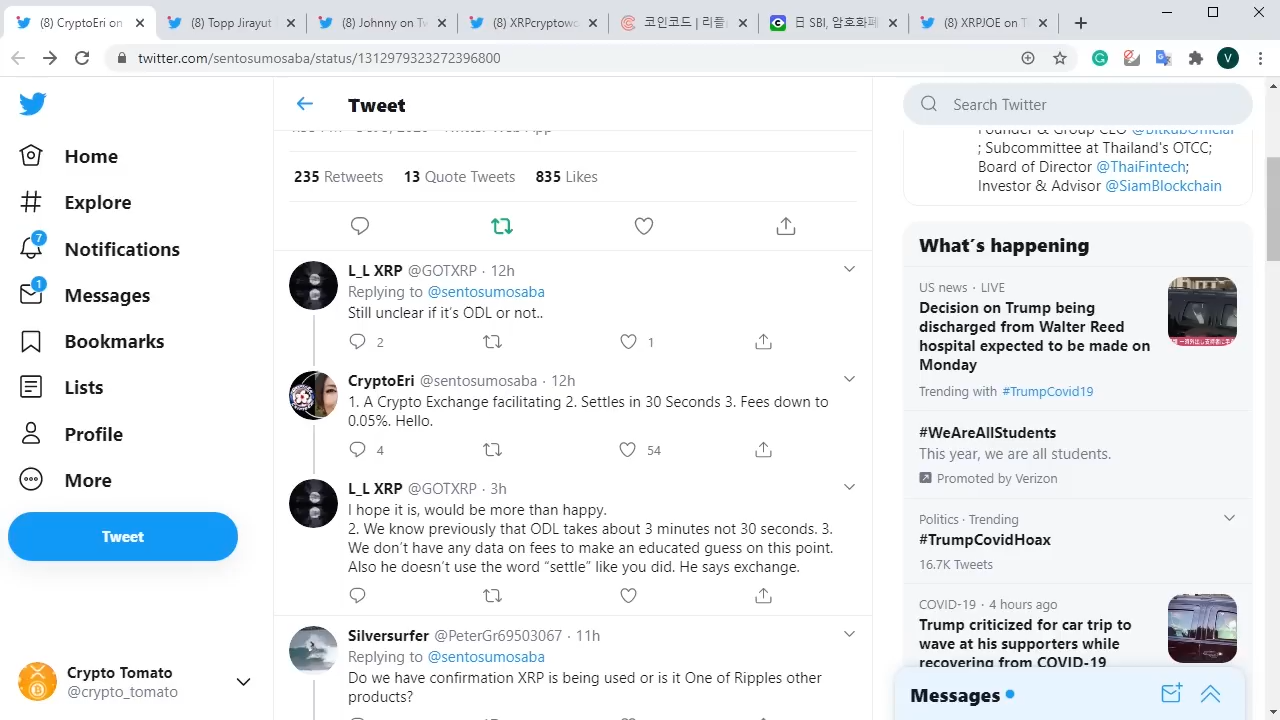 (8) CryptoEri on
(8) Topp Jirayut
(8) Johnny on Tw
(8) XRPcryptowo
코인코드 | 리플(
日 SBI, 암호화폐
(8) XRPJOE on T
twitter.com/sentosumosaba/status/1312979323272396800
V
Home
Explore
7
Notifications
1
Messages
Bookmarks
Lists
Profile
More
Tweet
Crypto Tomato
@crypto_tomato
Tweet
235 Retweets 13 Quote Tweets 835 Likes
L_L XRP @GOTXRP · 12h
Replying to @sentosumosaba
Still unclear if it's ODL or not..
2 1
CryptoEri @sentosumosaba · 12h
1. A Crypto Exchange facilitating 2. Settles in 30 Seconds 3. Fees down to
0.05%. Hello.
4 54
L_L XRP @GOTXRP · 3h
I hope it is, would be more than happy.
2. We know previously that ODL takes about 3 minutes not 30 seconds. 3.
We don't have any data on fees to make an educated guess on this point.
Also he doesn't use the word “settle” like you did. He says exchange.
Silversurfer @PeterGr69503067 · 11h
Replying to @sentosumosaba
Do we have confirmation XRP is being used or is it One of Ripples other
products?
Search Twitter
Founder & Group CEO @BitkubOfficial
; Subcommittee at Thailand's OTCC;
Board of Director @ThaiFintech;
Investor & Advisor @SiamBlockchain
What's happening
US news · LIVE
Decision on Trump being
discharged from Walter Reed
hospital expected to be made on
Monday
Trending with #TrumpCovid19
#WeAreAllStudents
This year, we are all students.
Promoted by Verizon
Politics · Trending
#TrumpCovidHoax
16.7K Tweets
COVID-19 · 4 hours ago
Trump criticized for car trip to
wave at his supporters while
recovering from COVID-19
Messages